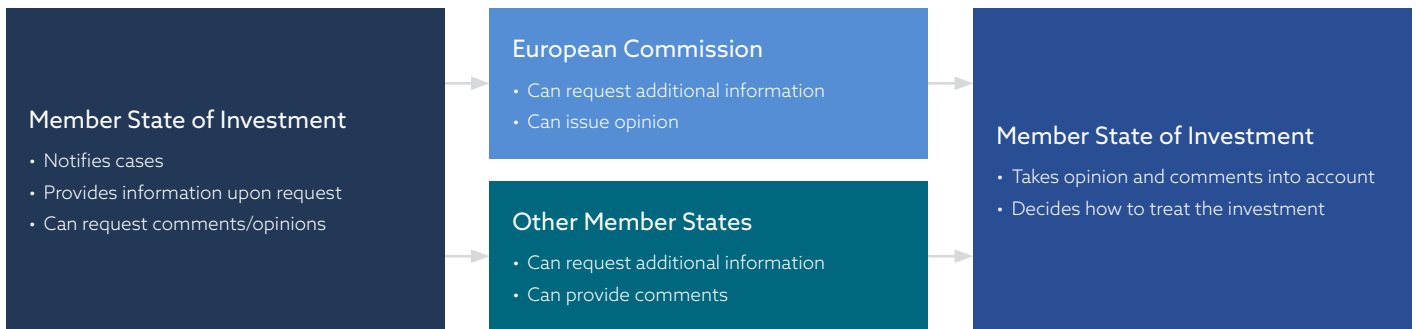 Member State of Investment
• Notifies cases
• Provides information upon request
• Can request comments/opinions
European Commission
• Can request additional information
• Can issue opinion
Other Member States
• Can request additional information
• Can provide comments
Member State of Investment
• Takes opinion and comments into account
• Decides how to treat the investment